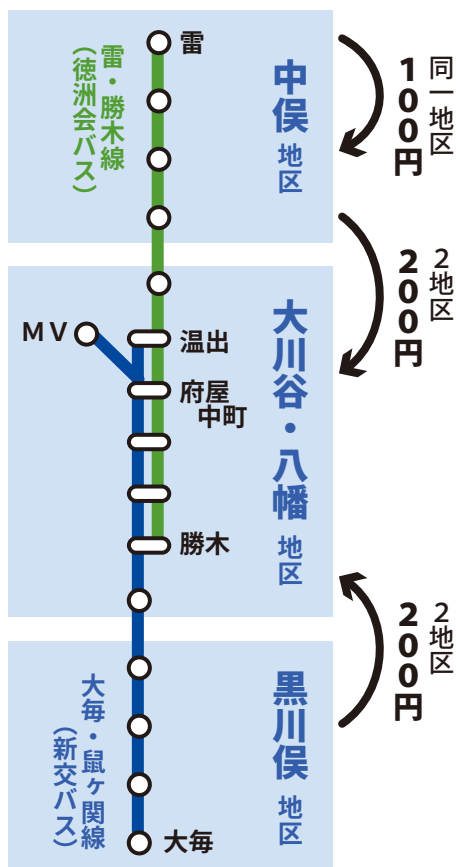 雷
雷・勝木線
（徳洲会バス）
中俣 地区
同一地区
100円
2地区
200円
MV
温出
府屋
中町
大川谷・八幡 地区
勝木
2地区
200円
黒川俣 地区
大毎・鼠ヶ関線
（新交バス）
大毎